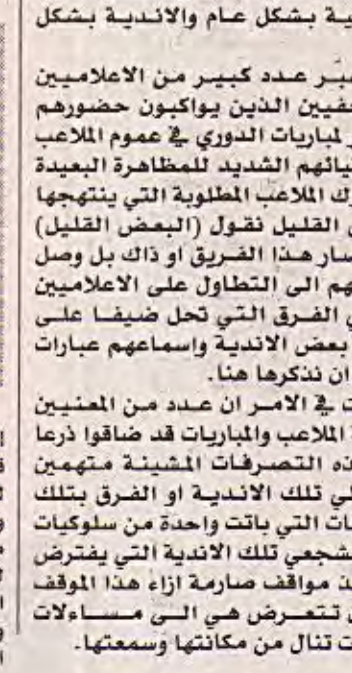 ية بشكل عام والاندية بشكل
بر عدد كبير من الاعلاميين
فيين الذين يواكبون حضورهم
لمباريات الدوري في عموم الملاعب
يائهم الشديد للمظاهرة البعيدة
رك الملاعب المطلوبة التي ينتهجها
القليل نقول (البعض القليل)
سار هذا الفريق او ذاك بل وصل
هم الى التطاول على الاعلاميين
ي الفرق التي تحل ضيفا على
بعض الاندية واسماعهم عبارات
ان نذكرها هنا.
ت في الامر ان عدد من المعنيين
الملاعب والمباريات قد ضاقوا ذرعا
ذه التصرفات المشينة متهمين
لي تلك الاندية او الفرق بتلك
يات التي باتت واحدة من سلوكيات
شجعي تلك الاندية التي يفترض
ذ مواقف صارمة ازاء هذا الموقف
تتعرض هي الى مساءلات
ت تنال من مكانتها وسمعتها.